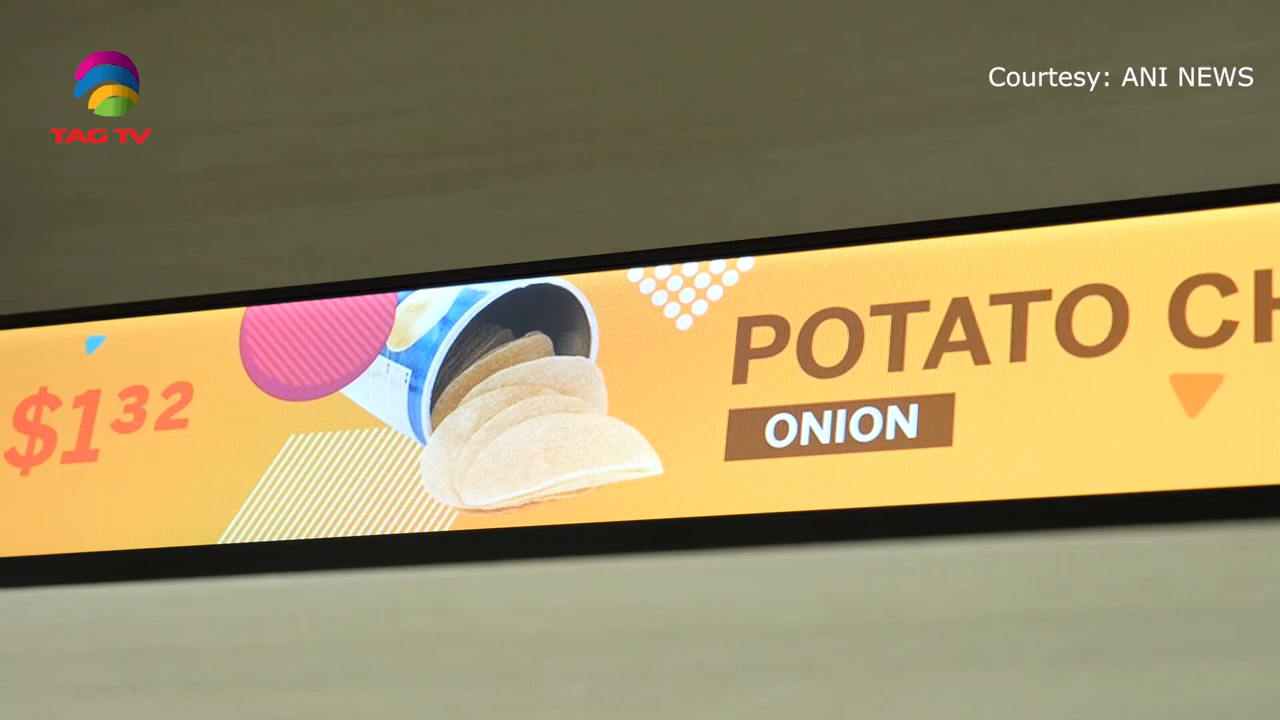 TAG TV
Courtesy: ANI NEWS
$1³²
POTATO CH
ONION